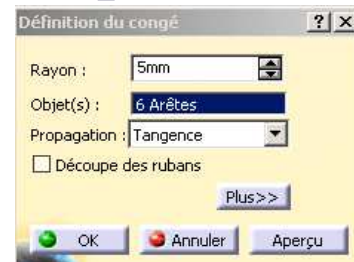 Définition du congé
Rayon : 5mm
Objet(s) : 6 Arêtes
Propagation : Tangence
Découpe des rubans
Plus>>
OK Annuler Aperçu